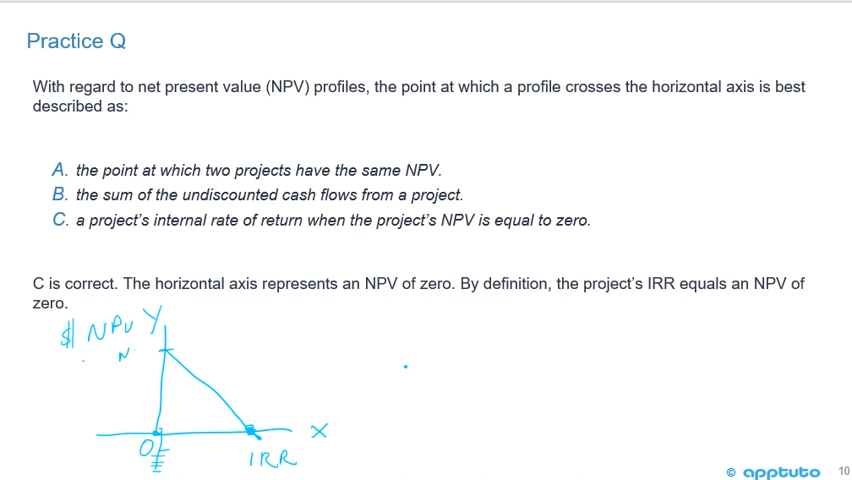 Practice Q
With regard to net present value (NPV) profiles, the point at which a profile crosses the horizontal axis is best
described as:
A. the point at which two projects have the same NPV.
B. the sum of the undiscounted cash flows from a project.
C. a project's internal rate of return when the project's NPV is equal to zero.
C is correct. The horizontal axis represents an NPV of zero. By definition, the project's IRR equals an NPV of
zero.
$ NPV Y
N
X
O
IRR
© apptuto 10